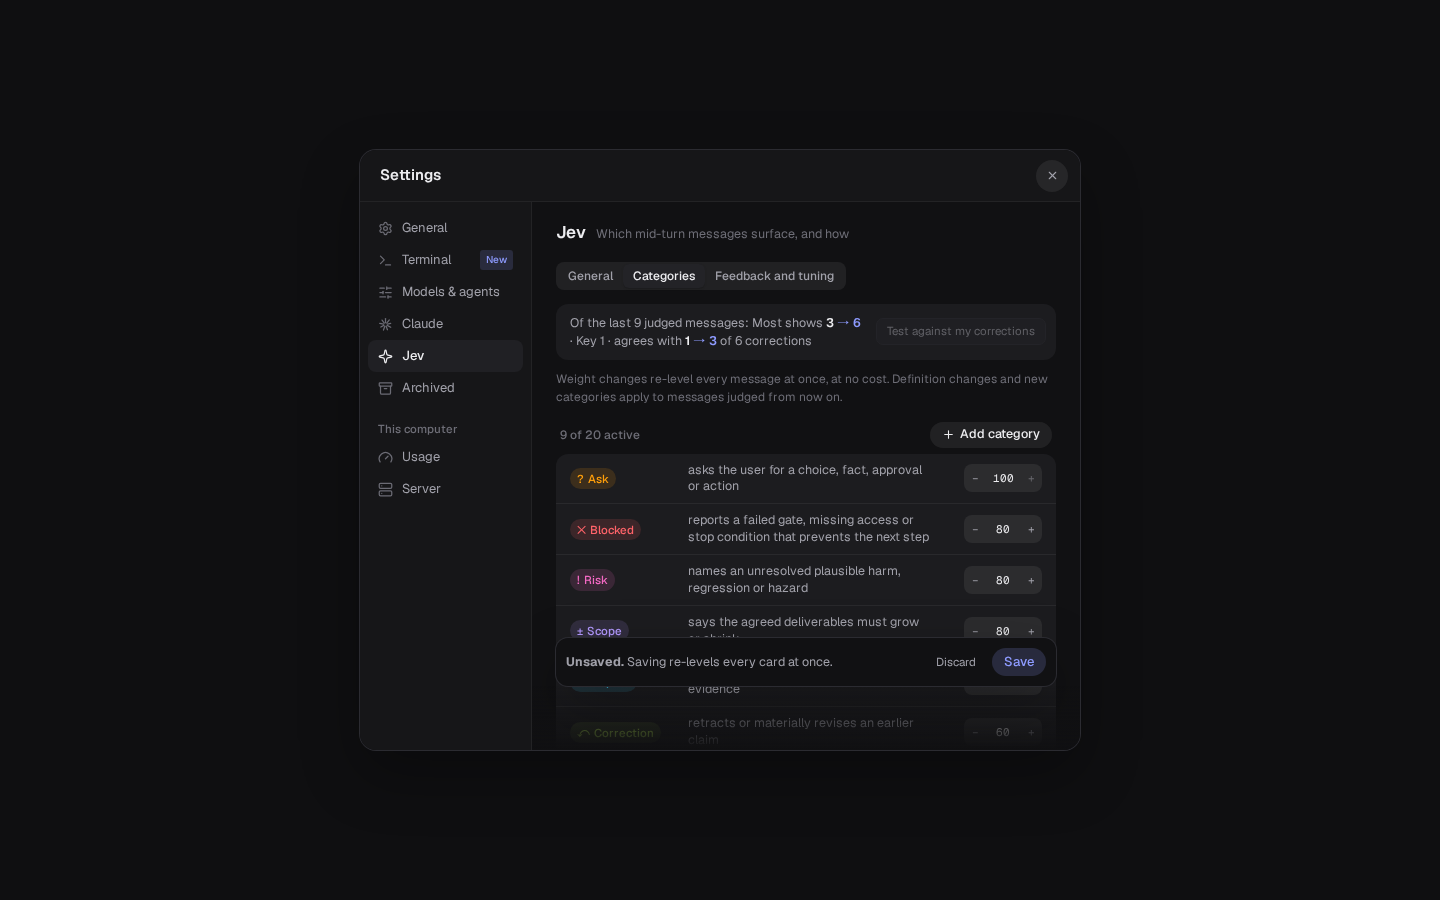 Settings
General
Terminal New
Models & agents
Claude
Jev
Archived
This computer
Usage
Server
Jev Which mid-turn messages surface, and how
General Categories Feedback and tuning
Of the last 9 judged messages: Most shows 3 → 6
· Key 1 · agrees with 1 → 3 of 6 corrections
Test against my corrections
Weight changes re-level every message at once, at no cost. Definition changes and new
categories apply to messages judged from now on.
9 of 20 active
+ Add category
? Ask
asks the user for a choice, fact, approval
or action
− 100 +
× Blocked
reports a failed gate, missing access or
stop condition that prevents the next step
− 80 +
! Risk
names an unresolved plausible harm,
regression or hazard
− 80 +
± Scope
says the agreed deliverables must grow
or shrink
− 80 +
Unsaved. Saving re-levels every card at once.
Discard Save
evidence
Correction
retracts or materially revises an earlier
claim
− 60 +